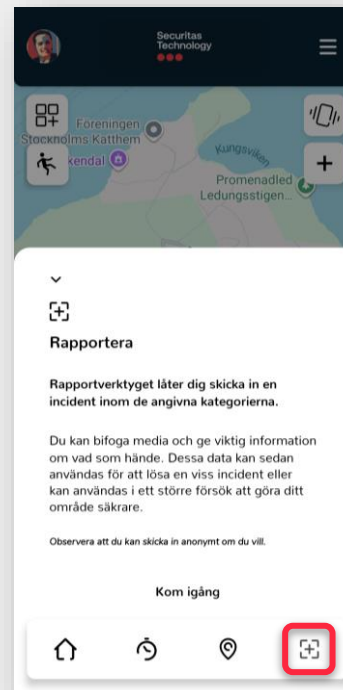 Securitas
Technology
Föreningen
Stockholms Katthem
kendal
Kungsviken
Promenadled
Ledungsstigen...
Rapportera
Rapportverktyget låter dig skicka in en
incident inom de angivna kategorierna.
Du kan bifoga media och ge viktig information
om vad som hände. Dessa data kan sedan
användas för att lösa en viss incident eller
kan användas i ett större försök att göra ditt
område säkrare.
Observera att du kan skicka in anonymt om du vill.
Kom igång